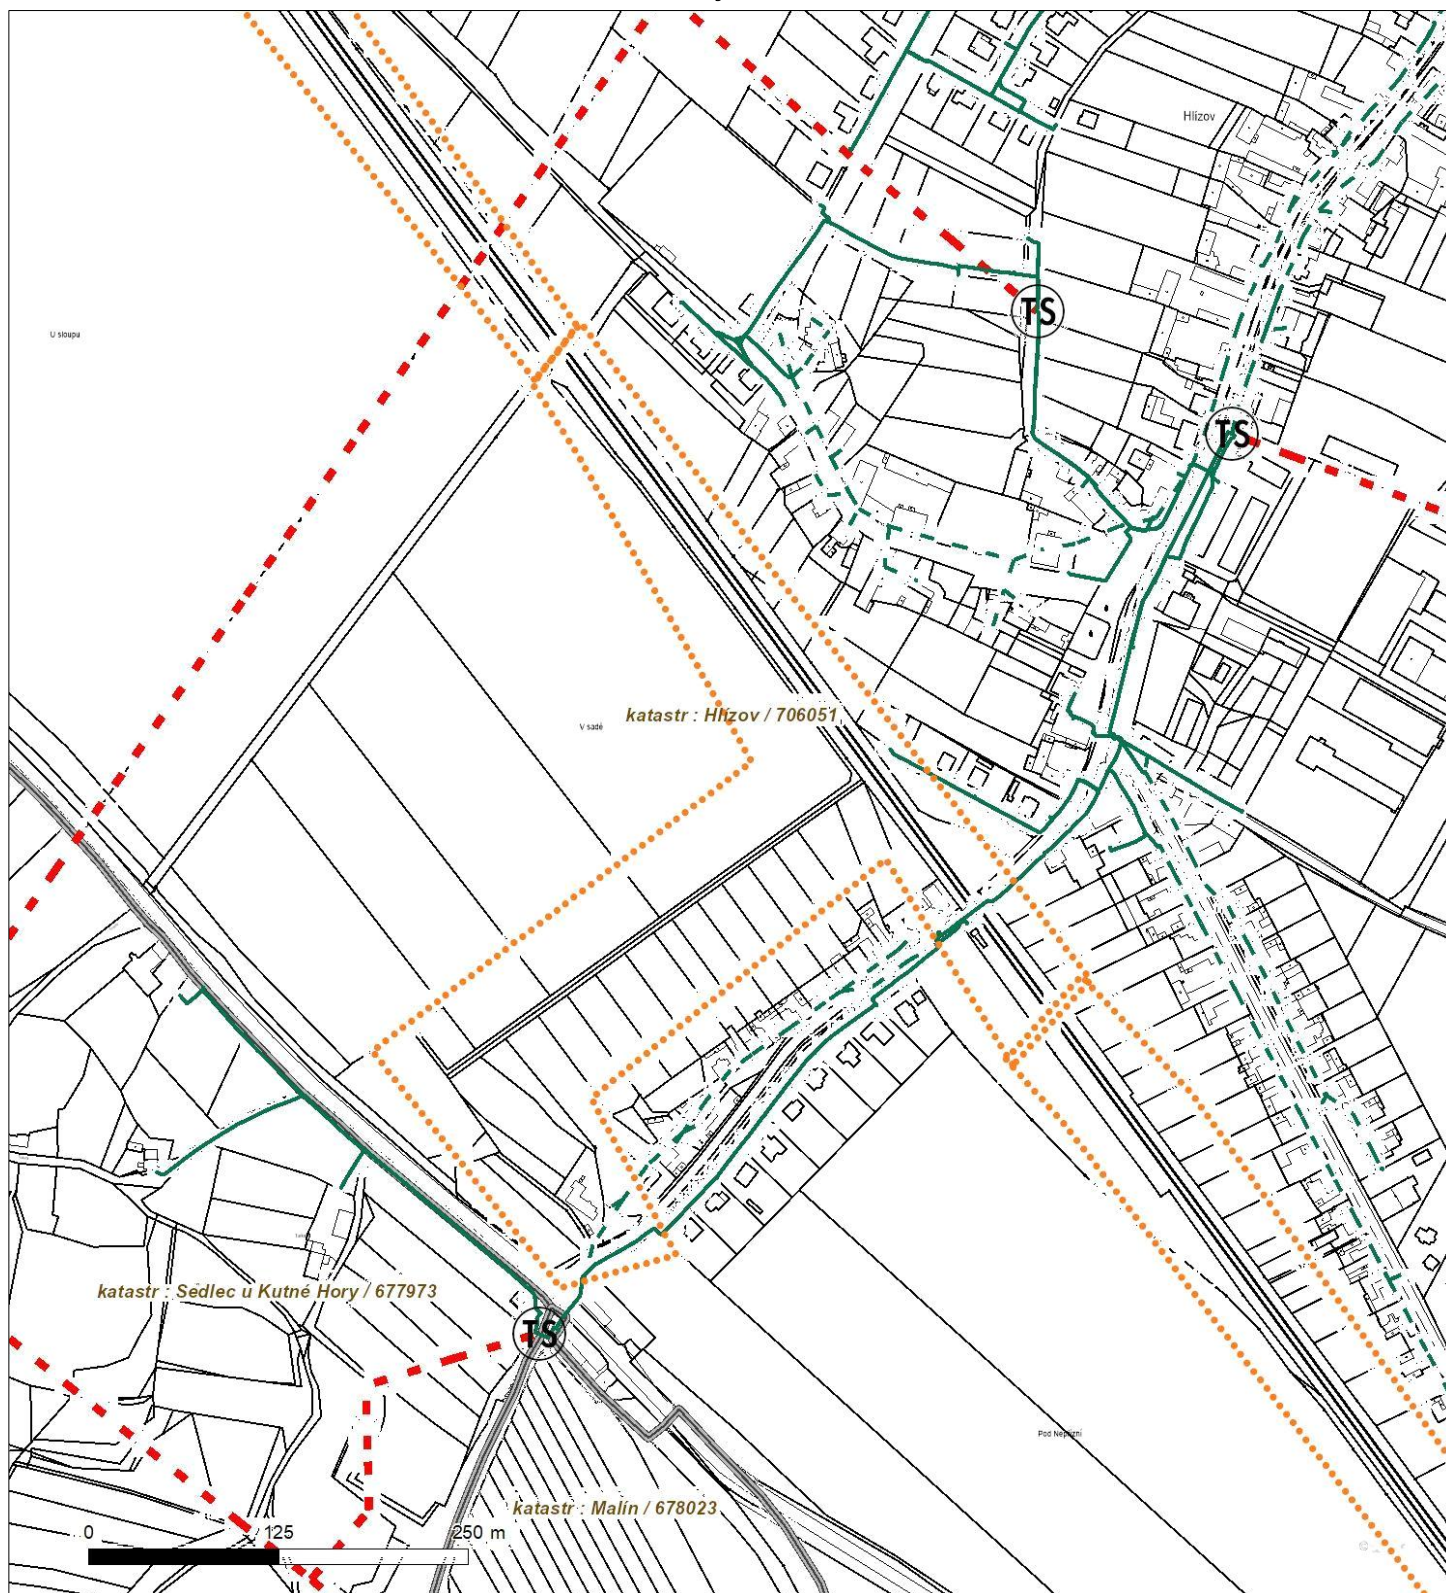 Hlízov
TS
U sloupu
TS
katastr : Hlízov / 706051
V sadě
katastr : Sedlec u Kutné Hory / 677973
TS
Pod Neplizní
katastr : Malín / 678023
0 125 250 m